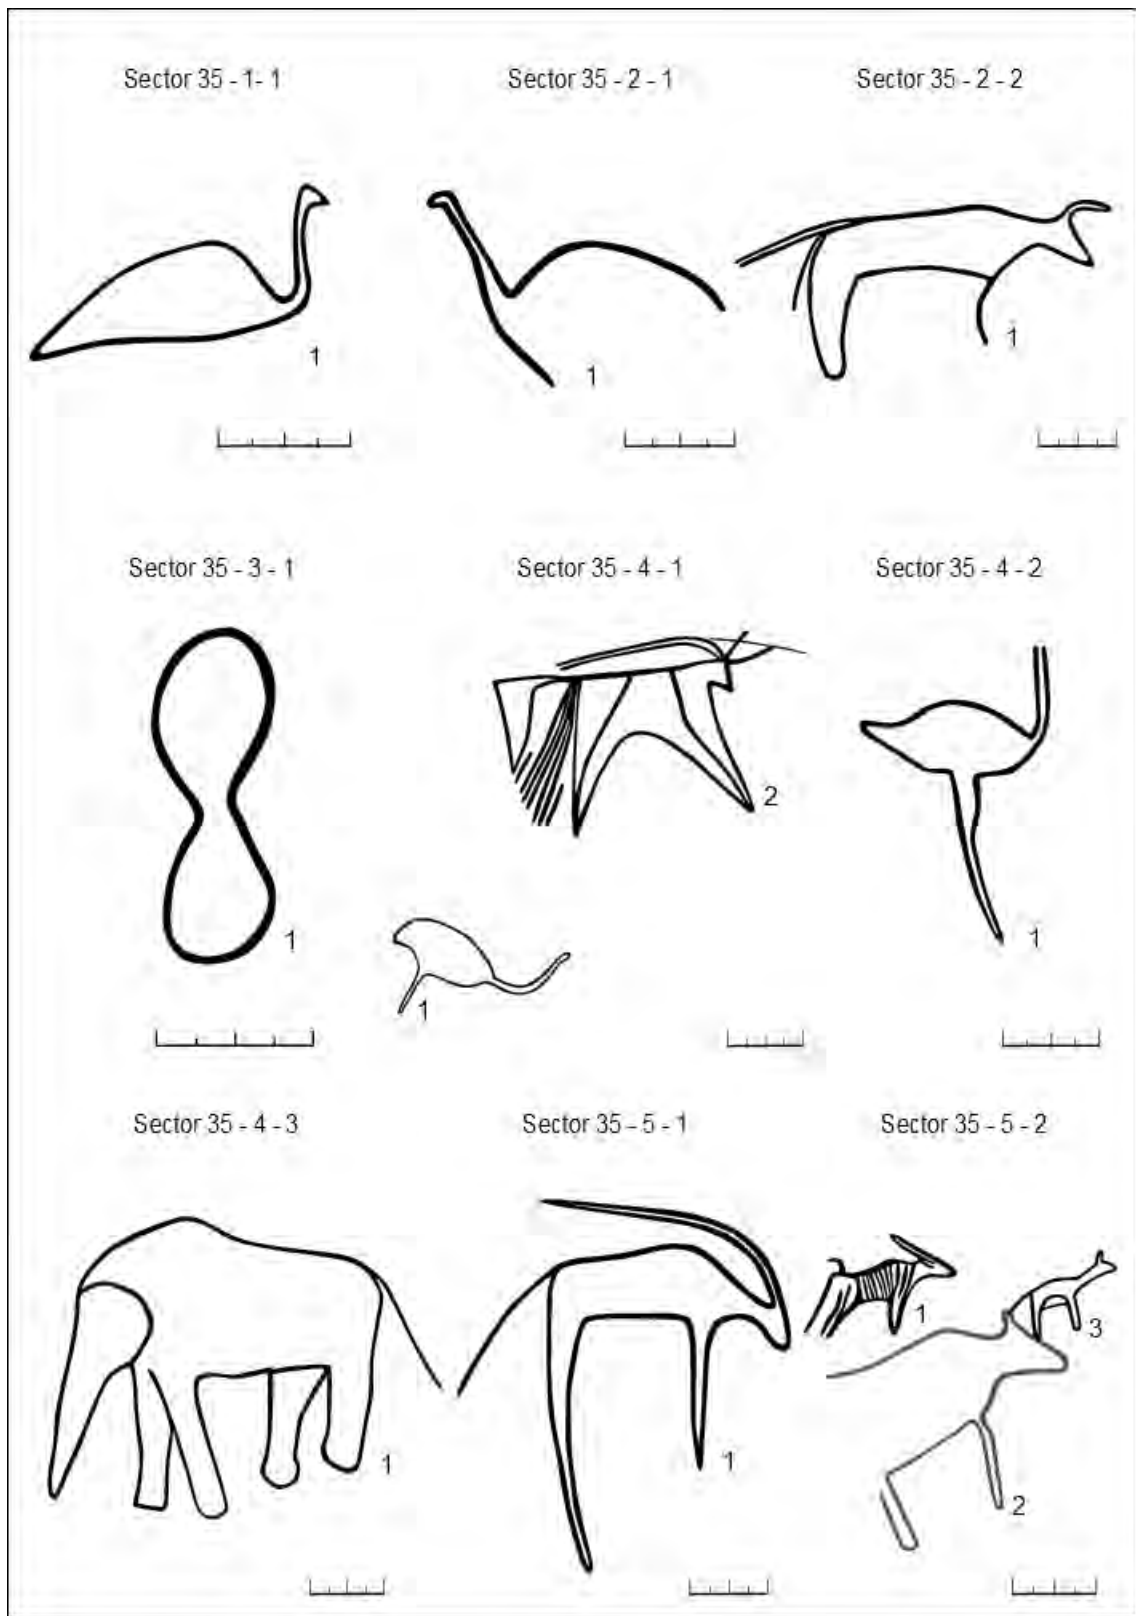 Sector 35 - 1- 1
Sector 35 - 2 - 1
Sector 35 - 2 - 2
1
1
1
Sector 35 - 3 - 1
Sector 35 - 4 - 1
Sector 35 - 4 - 2
2
1
1
1
Sector 35 - 4 - 3
Sector 35 - 5 - 1
Sector 35 - 5 - 2
1
3
1
1
2